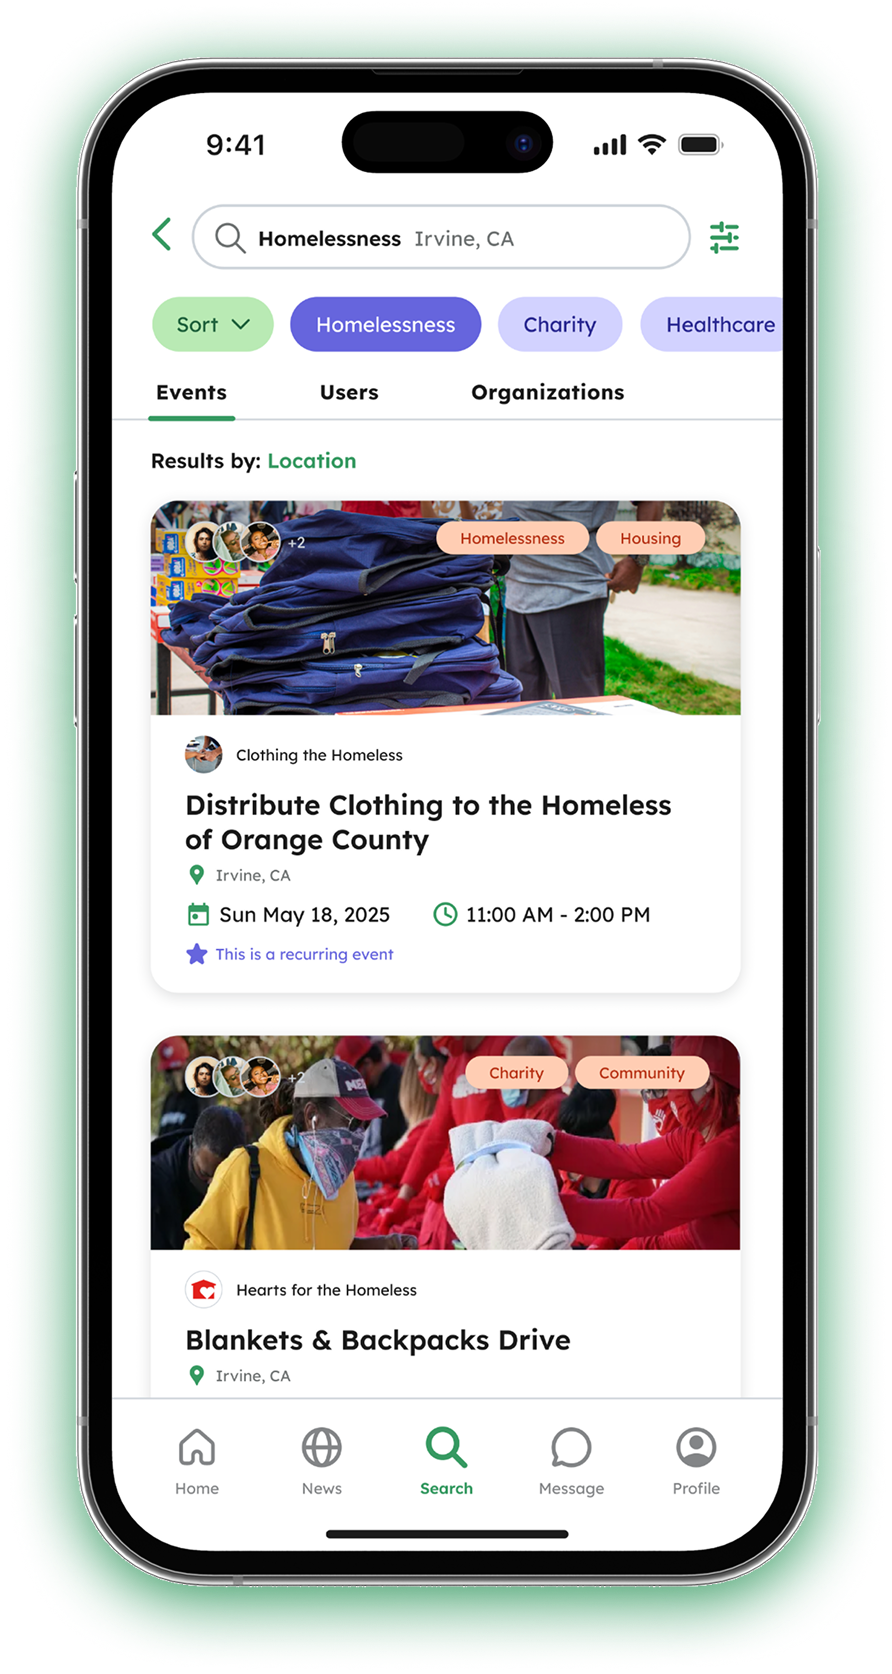 9:41
Homelessness Irvine, CA
Sort Homelessness Charity Healthcare
Events Users Organizations
Results by: Location
+2 Homelessness Housing
Clothing the Homeless
Distribute Clothing to the Homeless
of Orange County
Irvine, CA
Sun May 18, 2025 11:00 AM - 2:00 PM
This is a recurring event
+2 Charity Community
Hearts for the Homeless
Blankets & Backpacks Drive
Irvine, CA
Home News Search Message Profile